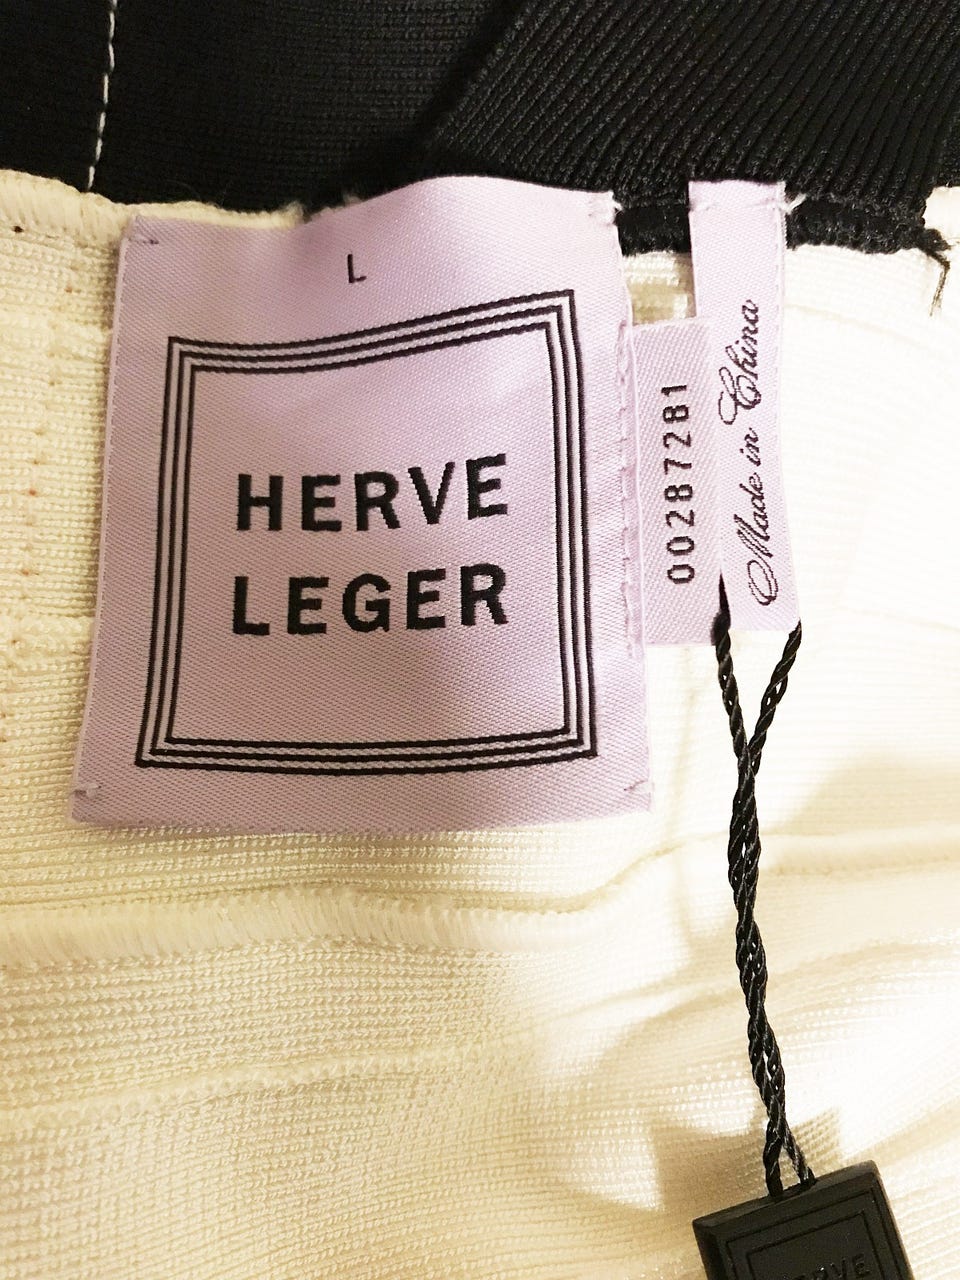 L
HERVE
LEGER
00287281
Made in China